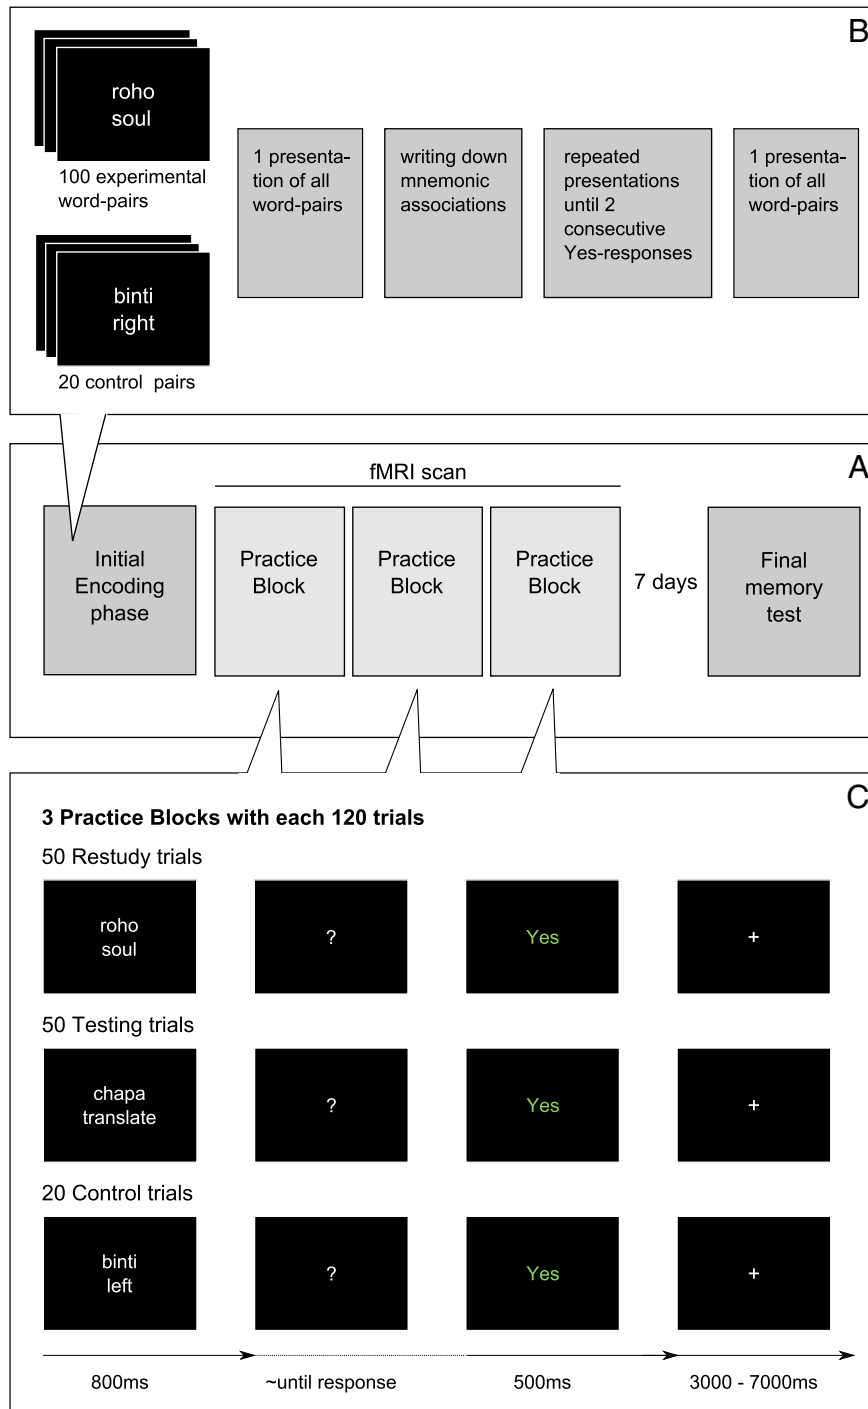 B
roho
soul
100 experimental
word-pairs
binti
right
20 control pairs
1 presenta-
tion of all
word-pairs
writing down
mnemonic
associations
repeated
presentations
until 2
consecutive
Yes-responses
1 presenta-
tion of all
word-pairs
A
fMRI scan
Initial
Encoding
phase
Practice
Block
Practice
Block
Practice
Block
7 days
Final
memory
test
C
3 Practice Blocks with each 120 trials
50 Restudy trials
roho
soul
?
Yes
+
50 Testing trials
chapa
translate
?
Yes
+
20 Control trials
binti
left
?
Yes
+
800ms
~until response
500ms
3000 - 7000ms